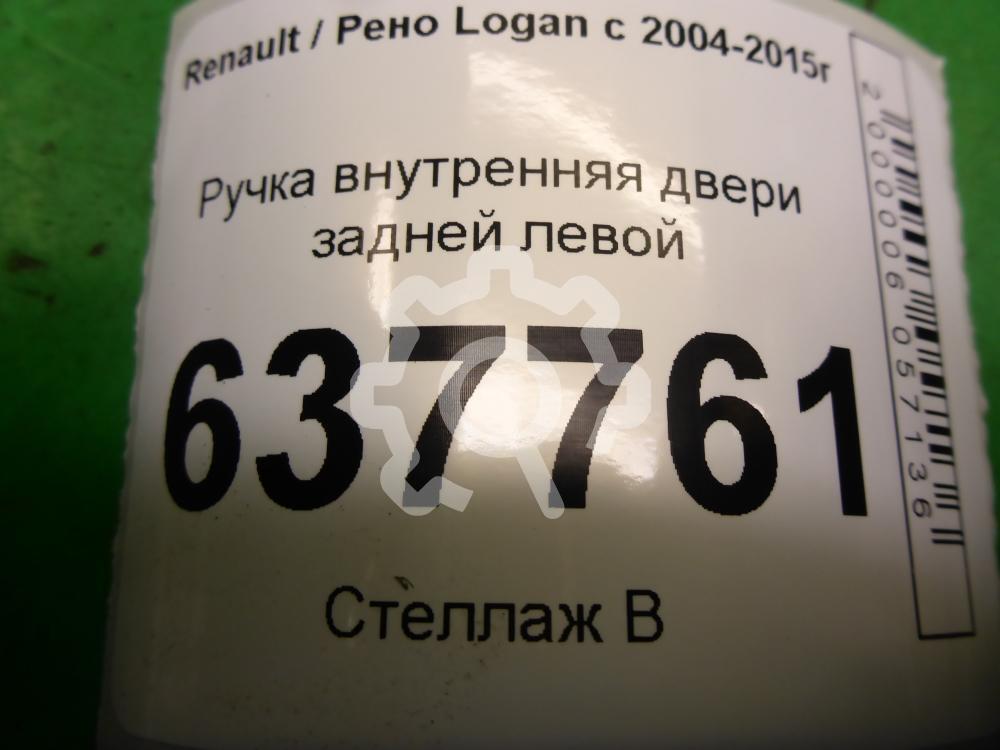 Renault / Рено Logan с 2004-2015г
Ручка внутренняя двери
задней левой
637761
Стеллаж В
2000006057136